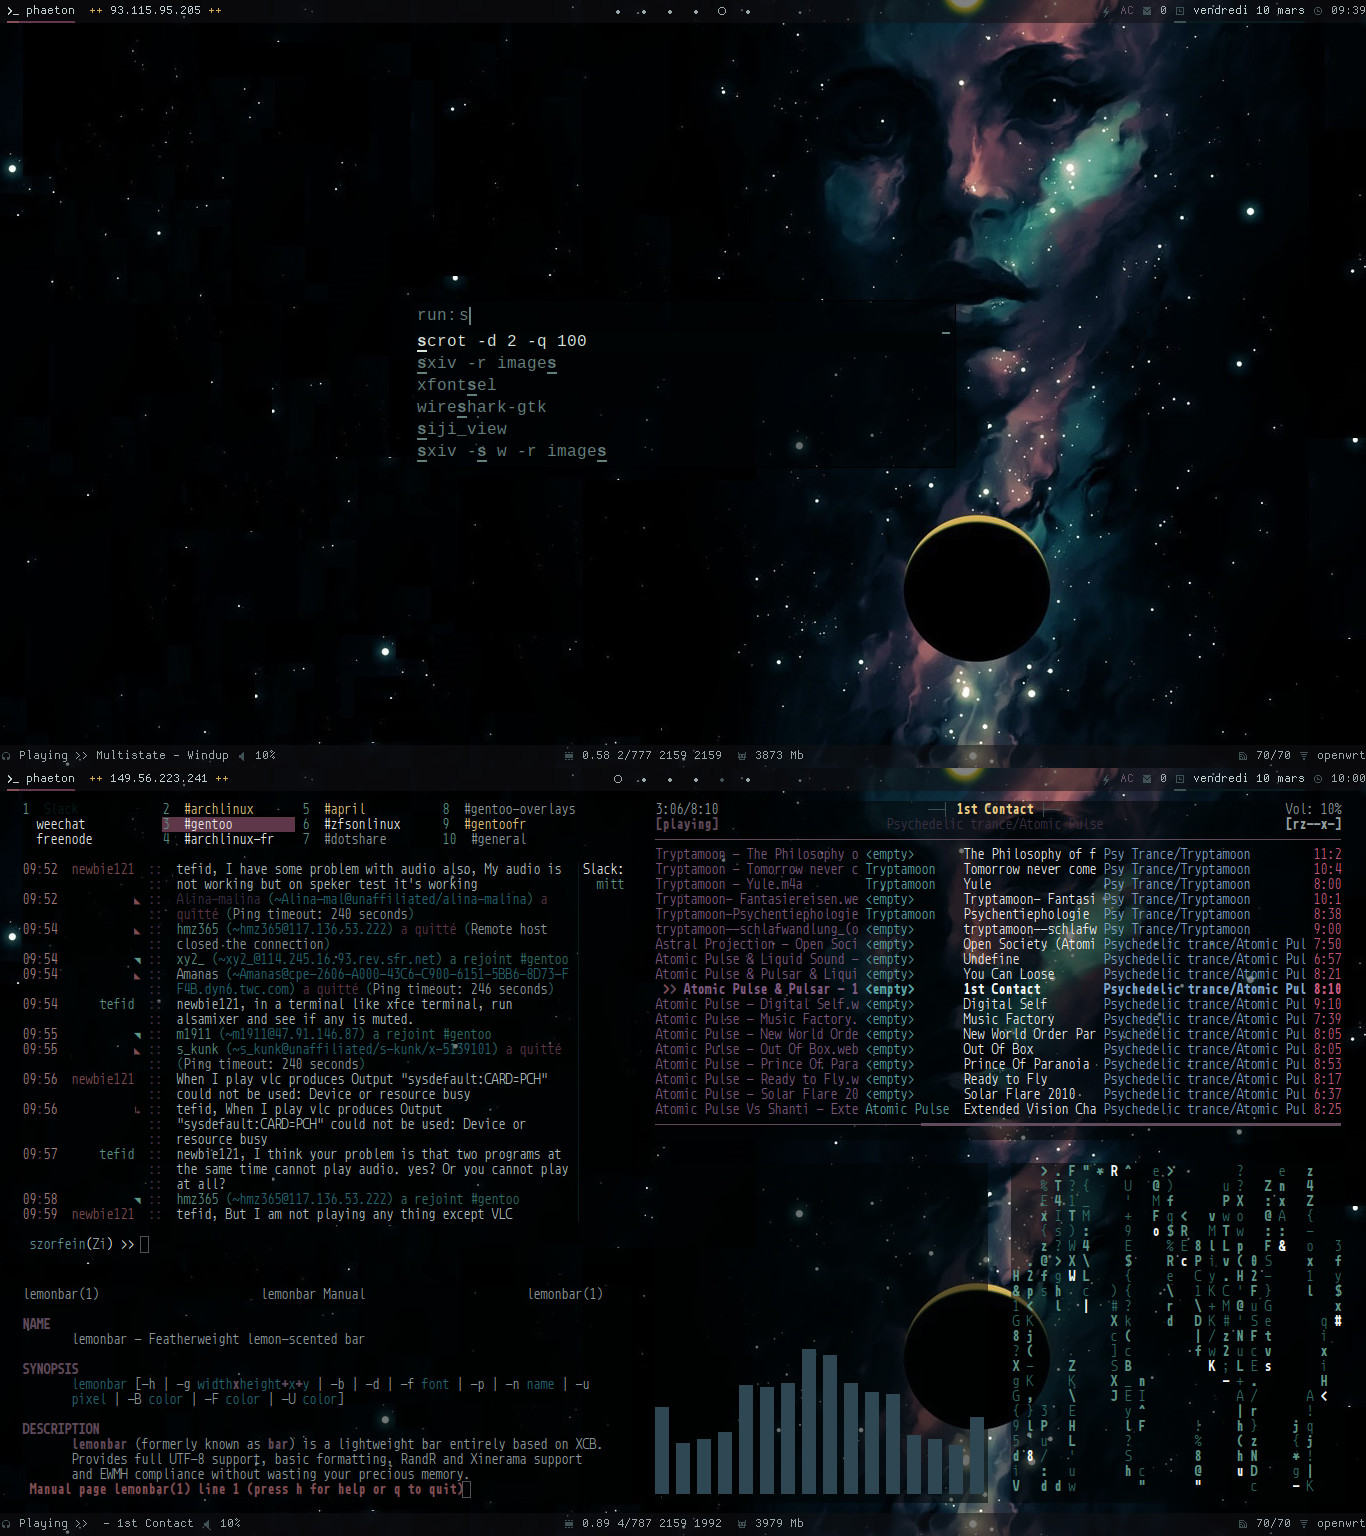 >_ phaeton ++ 93.115.95.205 ++ AC 0 vendredi 10 mars 09:39
run: s
scrot -d 2 -q 100
sxiv -r images
xfontsel
wireshark-gtk
siji_view
sxiv -s w -r images
Playing >> Multistate - Windup 10% 0.58 2/777 2159 2159 3873 Mb 70/70 openwrt
>_ phaeton ++ 149.56.223.241 ++ AC 0 vendredi 10 mars 10:00
1 Slack 2 #archlinux 5 #april 8 #gentoo-overlays
weechat 3 #gentoo 6 #zfsonlinux 9 #gentoofr
freenode 4 #archlinux-fr 7 #dotshare 10 #general
09:52 newbie121 :: tefid, I have some problem with audio also, My audio is Slack:
:: not working but on speker test it's working mitt
09:52 :: Alina-malina (~Alina-mal@unaffiliated/alina-malina) a
:: quitté (Ping timeout: 240 seconds)
09:54 :: hmz365 (~hmz365@117.136.53.222) a quitté (Remote host
:: closed the connection)
09:54 :: xy2_ (~xy2_@114.245.16.93.rev.sfr.net) a rejoint #gentoo
09:54 :: Amanas (~Amanas@cpe-2606-A000-43C6-C900-6151-5BB6-8D73-F
:: F4B.dyn6.twc.com) a quitté (Ping timeout: 246 seconds)
09:54 tefid :: newbie121, in a terminal like xfce terminal, run
:: alsamixer and see if any is muted.
09:55 :: m1911 (~m1911@47.91.146.87) a rejoint #gentoo
09:56 :: s_kunk (~s_kunk@unaffiliated/s-kunk/x-5139101) a quitté
:: (Ping timeout: 240 seconds)
09:56 newbie121 :: When I play vlc produces Output "sysdefault:CARD=PCH"
:: could not be used: Device or resource busy
09:56 :: tefid, When I play vlc produces Output
:: "sysdefault:CARD=PCH" could not be used: Device or
:: resource busy
09:57 tefid :: newbie121, I think your problem is that two programs at
:: the same time cannot play audio. yes? Or you cannot play
:: at all?
09:58 :: hmz365 (~hmz365@117.136.53.222) a rejoint #gentoo
09:59 newbie121 :: tefid, But I am not playing any thing except VLC
szorfein(Zi) >>
3:06/8:10 1st Contact Vol: 10%
[playing] Psychedelic trance/Atomic Pulse [rz--x-]
Tryptamoon - The Philosophy o <empty> The Philosophy of f Psy Trance/Tryptamoon 11:2
Tryptamoon - Tomorrow never c Tryptamoon Tomorrow never come Psy Trance/Tryptamoon 10:4
Tryptamoon - Yule.m4a Tryptamoon Yule Psy Trance/Tryptamoon 8:00
Tryptamoon- Fantasiereisen.we <empty> Tryptamoon- Fantasi Psy Trance/Tryptamoon 10:1
Tryptamoon-Psychentiephologie Tryptamoon Psychentiephologie Psy Trance/Tryptamoon 8:38
tryptamoon--schlafwandlung_(o <empty> tryptamoon--schlafw Psy Trance/Tryptamoon 9:00
Astral Projection - Open Soci <empty> Open Society (Atomi Psychedelic trance/Atomic Pul 7:50
Atomic Pulse & Liquid Sound - <empty> Undefine Psychedelic trance/Atomic Pul 6:57
Atomic Pulse & Pulsar & Liqui <empty> You Can Loose Psychedelic trance/Atomic Pul 8:21
>> Atomic Pulse & Pulsar - 1 <empty> 1st Contact Psychedelic trance/Atomic Pul 8:10
Atomic Pulse - Digital Self.w <empty> Digital Self Psychedelic trance/Atomic Pul 9:10
Atomic Pulse - Music Factory. <empty> Music Factory Psychedelic trance/Atomic Pul 7:39
Atomic Pulse - New World Orde <empty> New World Order Par Psychedelic trance/Atomic Pul 8:05
Atomic Pulse - Out Of Box.web <empty> Out Of Box Psychedelic trance/Atomic Pul 8:05
Atomic Pulse - Prince Of Para <empty> Prince Of Paranoia Psychedelic trance/Atomic Pul 8:53
Atomic Pulse - Ready to Fly.w <empty> Ready to Fly Psychedelic trance/Atomic Pul 8:17
Atomic Pulse - Solar Flare 20 <empty> Solar Flare 2010 Psychedelic trance/Atomic Pul 6:37
Atomic Pulse Vs Shanti - Exte Atomic Pulse Extended Vision Cha Psychedelic trance/Atomic Pul 8:25
lemonbar(1) lemonbar Manual lemonbar(1)
NAME
lemonbar - Featherweight lemon-scented bar
SYNOPSIS
lemonbar [-h | -g widthxheight+x+y | -b | -d | -f font | -p | -n name | -u
pixel | -B color | -F color | -U color]
DESCRIPTION
lemonbar (formerly known as bar) is a lightweight bar entirely based on XCB.
Provides full UTF-8 support, basic formatting, RandR and Xinerama support
and EWMH compliance without wasting your precious memory.
Manual page lemonbar(1) line 1 (press h for help or q to quit)
Playing >> - 1st Contact 10% 0.89 4/787 2159 1992 3979 Mb 70/70 openwrt